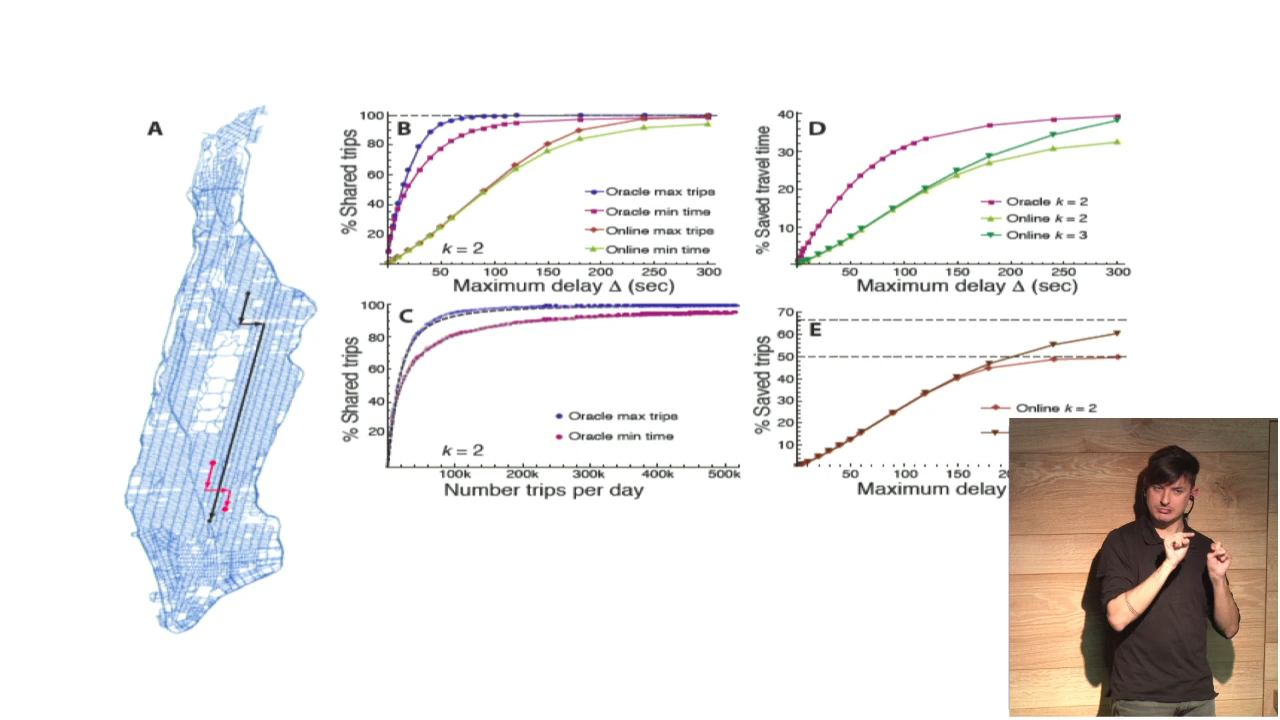 A
B
% Shared trips
100
80
60
40
20
k = 2
Oracle max trips
Oracle min time
Online max trips
Online min time
50 100 150 200 250 300
Maximum delay Δ (sec)
C
% Shared trips
100
80
60
40
20
k = 2
Oracle max trips
Oracle min time
100k 200k 300k 400k 500k
Number trips per day
D
% Saved travel time
40
30
20
10
Oracle k = 2
Online k = 2
Online k = 3
50 100 150 200 250 300
Maximum delay Δ (sec)
E
% Saved trips
70
60
50
40
30
20
10
Online k = 2
50 100 150 20
Maximum delay